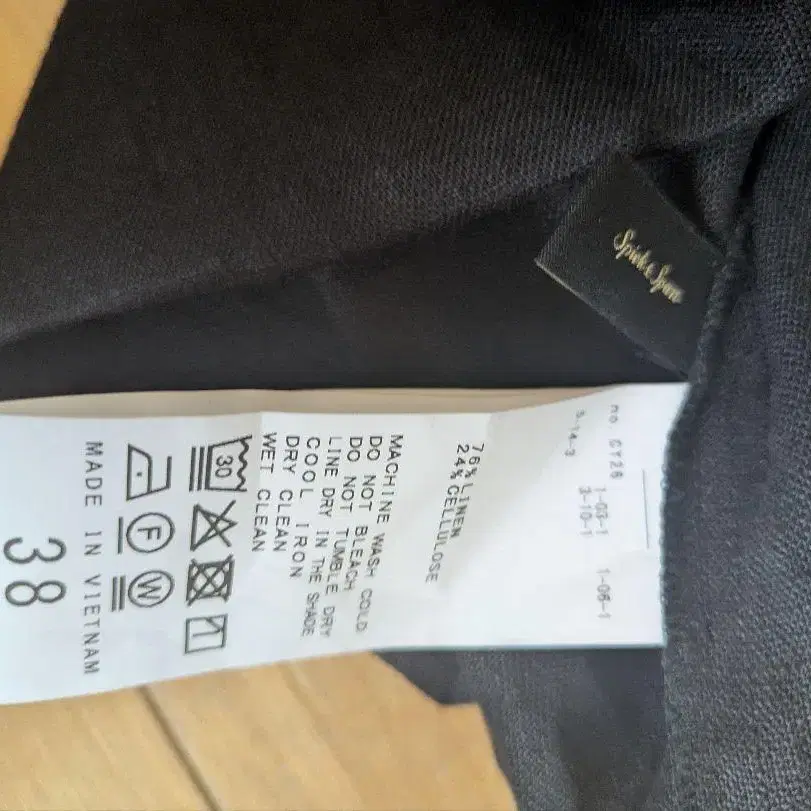 Spick & Span
no. CY26
1-03-1 1-06-1
5-14-3 3-10-1
76% LINEN
24% CELLULOSE
MACHINE WASH COLD
DO NOT BLEACH
DO NOT TUMBLE DRY
LINE DRY IN THE SHADE
COOL IRON
DRY CLEAN
WET CLEAN
30
F W
MADE IN VIETNAM
38